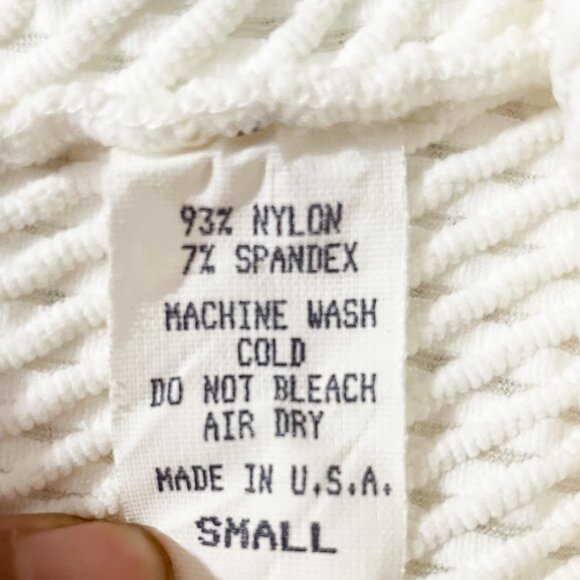 93% NYLON
7% SPANDEX
MACHINE WASH
COLD
DO NOT BLEACH
AIR DRY
MADE IN U.S.A.
SMALL